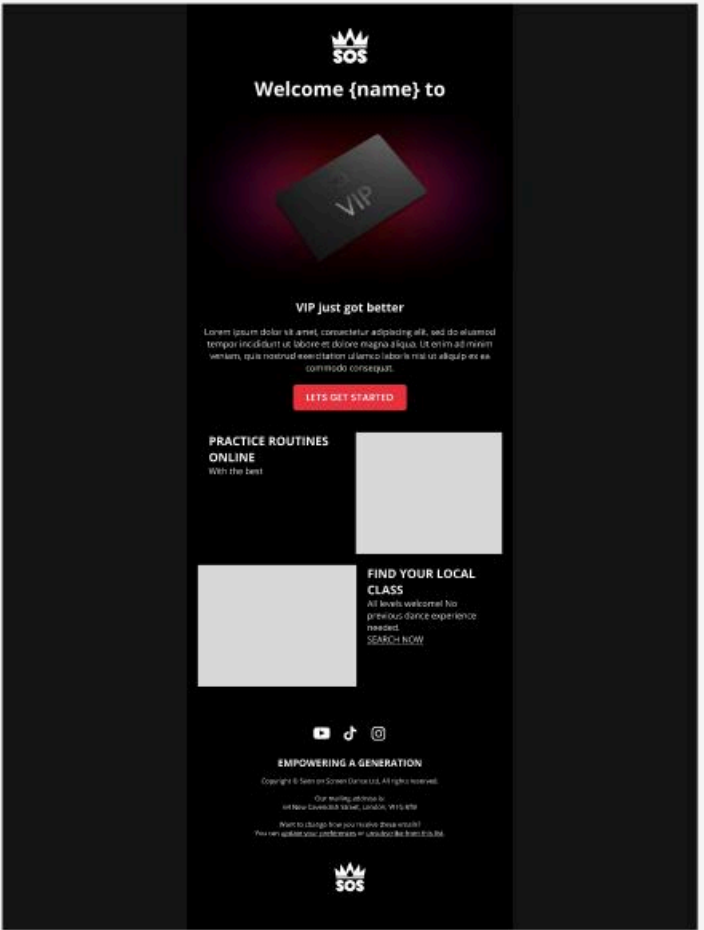 SOS
Welcome {name} to
VIP
VIP just got better
Lorem ipsum dolor sit amet, consectetur adipiscing elit, sed do eiusmod
tempor incididunt ut labore et dolore magna aliqua. Ut enim ad minim
veniam, quis nostrud exercitation ullamco laboris nisi ut aliquip ex ea
commodo consequat.
LETS GET STARTED
PRACTICE ROUTINES
ONLINE
With the best
FIND YOUR LOCAL
CLASS
All levels welcome! No
previous dance experience
needed.
SEARCH NOW
EMPOWERING A GENERATION
Copyright © Seen on Screen Dance Ltd, All rights reserved.
Our mailing address is:
New Cavendish Street, London,
Want to change how you receive these emails?
You can update your preferences or unsubscribe from this list.
SOS